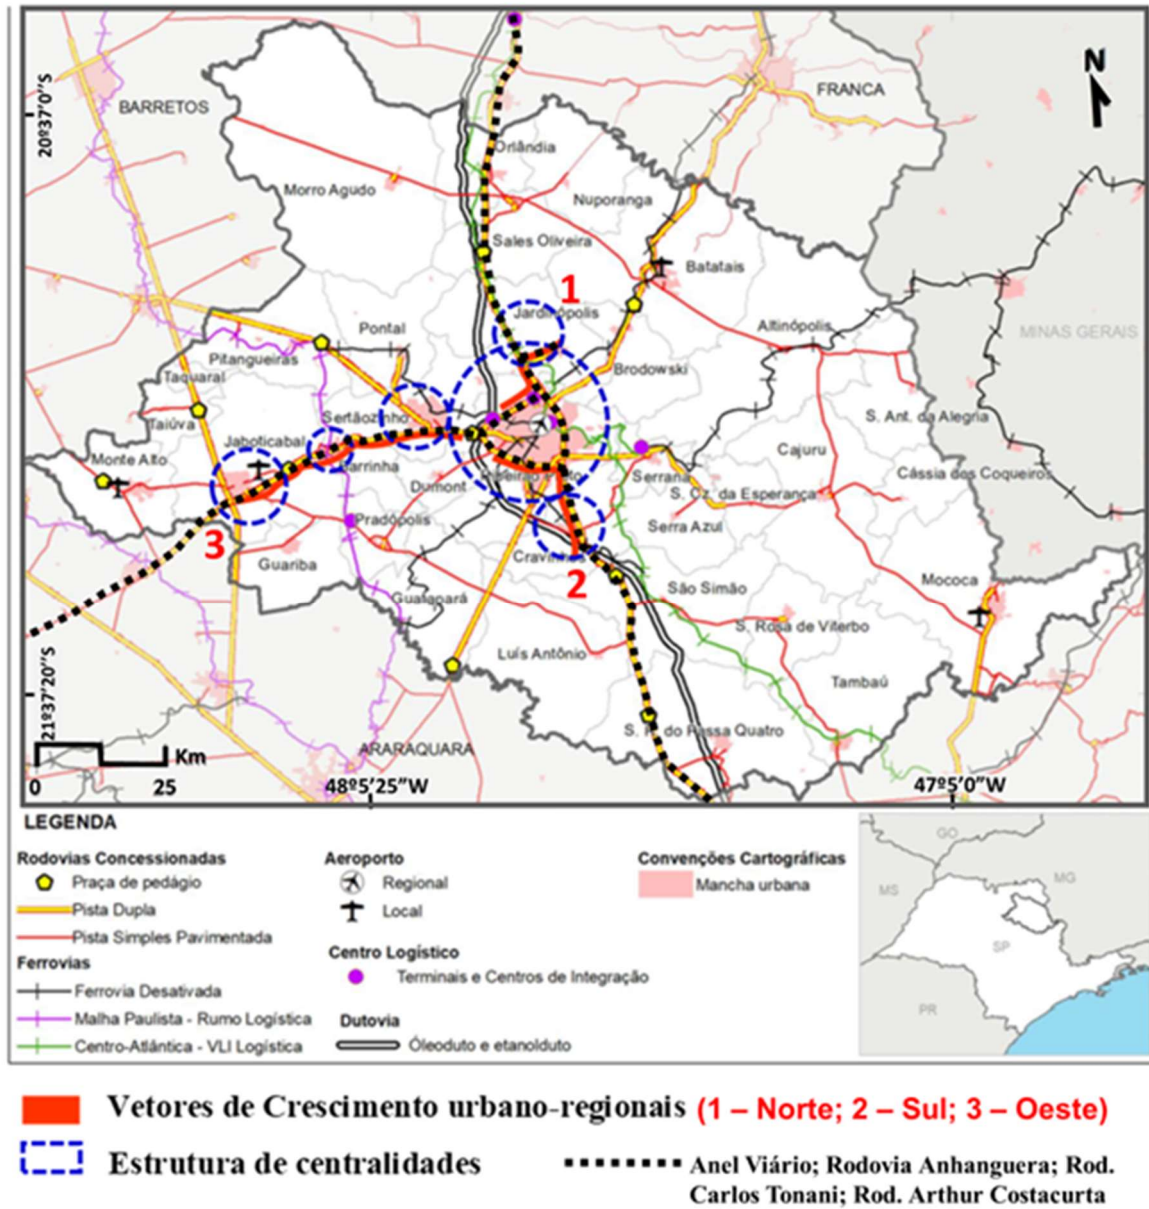 N
20º37'0"S
BARRETOS
FRANCA
Orlândia
Morro Agudo
Nuporanga
Sales Oliveira
Batatais
1
Jardinópolis
Altinópolis
MINAS GERAIS
Pontal
Pitangueiras
Brodowski
Taquaral
S. Ant. da Alegria
Taiúva
Sertãozinho
Jaboticabal
Cajuru
Monte Alto
Barrinha
Serrana
Cássia dos Coqueiros
Dumont
S. Cz. da Esperança
Pradópolis
Serra Azul
3
Guariba
Cravinhos
2
Mococa
São Simão
Guatapará
S. Rosa de Viterbo
Luís Antônio
Tambaú
21º37'20"S
S. R. do Passa Quatro
ARARAQUARA
Km
0
25
48º5'25"W
47º5'0"W
LEGENDA
Rodovias Concessionadas
Praça de pedágio
Pista Dupla
Pista Simples Pavimentada
Ferrovias
Ferrovia Desativada
Malha Paulista - Rumo Logística
Centro-Atlântica - VLI Logística
Aeroporto
Regional
Local
Centro Logístico
Terminais e Centros de Integração
Dutovia
Óleoduto e etanolduto
Convenções Cartográficas
Mancha urbana
GO
MS
MG
SP
PR
Vetores de Crescimento urbano-regionais (1 – Norte; 2 – Sul; 3 – Oeste)
Estrutura de centralidades
Anel Viário; Rodovia Anhanguera; Rod.
Carlos Tonani; Rod. Arthur Costacurta